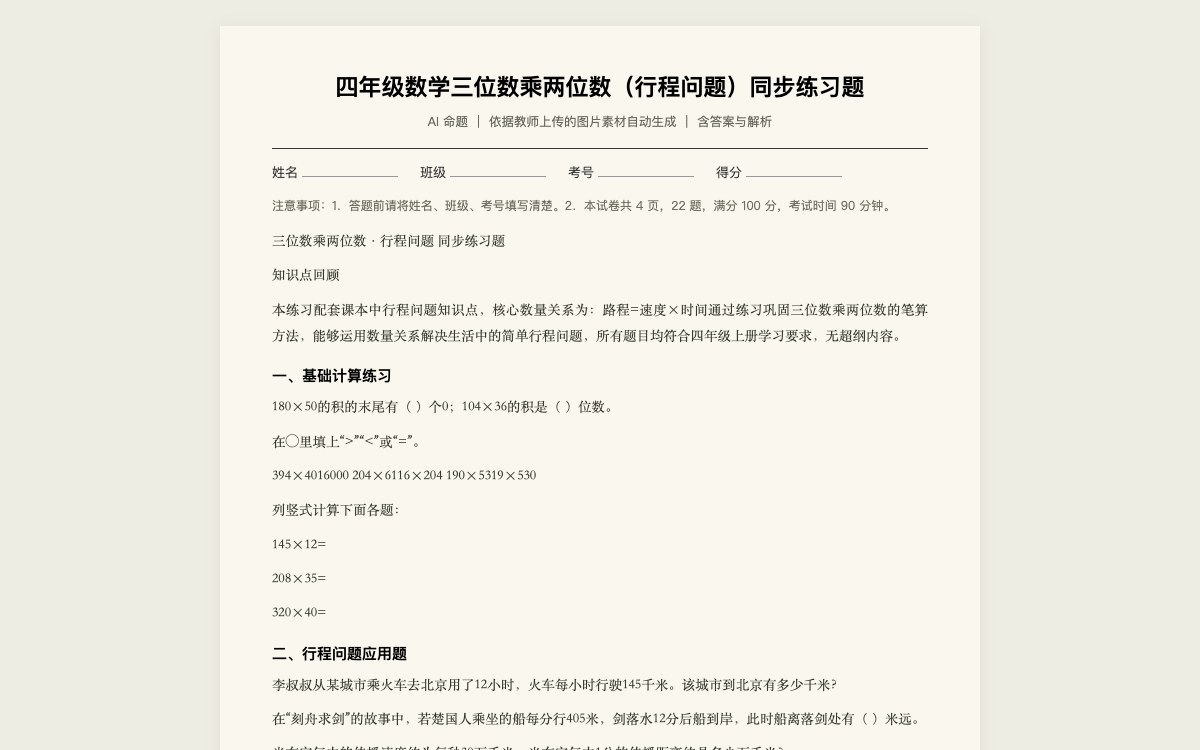 四年级数学三位数乘两位数（行程问题）同步练习题
AI 命题 | 依据教师上传的图片素材自动生成 | 含答案与解析
姓名 班级 考号 得分
注意事项：1. 答题前请将姓名、班级、考号填写清楚。2. 本试卷共 4 页，22 题，满分 100 分，考试时间 90 分钟。
三位数乘两位数 · 行程问题 同步练习题
知识点回顾
本练习配套课本中行程问题知识点，核心数量关系为：路程=速度×时间通过练习巩固三位数乘两位数的笔算
方法，能够运用数量关系解决生活中的简单行程问题，所有题目均符合四年级上册学习要求，无超纲内容。
一、基础计算练习
180×50的积的末尾有（ ）个0；104×36的积是（ ）位数。
在◯里填上“>”“<”或“=”。
394×4016000 204×6116×204 190×5319×530
列竖式计算下面各题：
145×12=
208×35=
320×40=
二、行程问题应用题
李叔叔从某城市乘火车去北京用了12小时，火车每小时行驶145千米。该城市到北京有多少千米?
在“刻舟求剑”的故事中，若楚国人乘坐的船每分行405米，剑落水12分后船到岸，此时船离落剑处有（ ）米远。